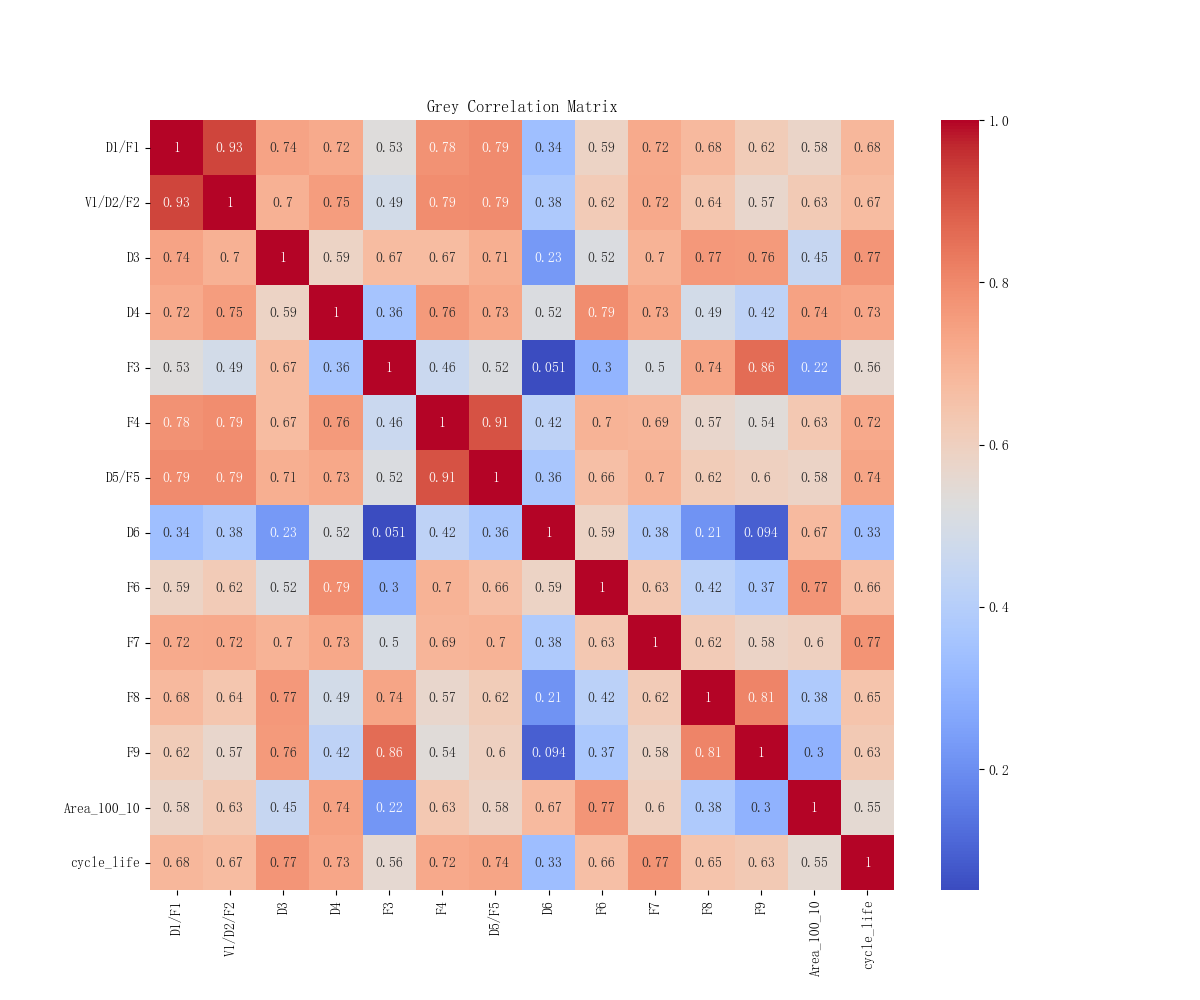 Grey Correlation Matrix
D1/F1 1 0.93 0.74 0.72 0.53 0.78 0.79 0.34 0.59 0.72 0.68 0.62 0.58 0.68
V1/D2/F2 0.93 1 0.7 0.75 0.49 0.79 0.79 0.38 0.62 0.72 0.64 0.57 0.63 0.67
D3 0.74 0.7 1 0.59 0.67 0.67 0.71 0.23 0.52 0.7 0.77 0.76 0.45 0.77
D4 0.72 0.75 0.59 1 0.36 0.76 0.73 0.52 0.79 0.73 0.49 0.42 0.74 0.73
F3 0.53 0.49 0.67 0.36 1 0.46 0.52 0.051 0.3 0.5 0.74 0.86 0.22 0.56
F4 0.78 0.79 0.67 0.76 0.46 1 0.91 0.42 0.7 0.69 0.57 0.54 0.63 0.72
D5/F5 0.79 0.79 0.71 0.73 0.52 0.91 1 0.36 0.66 0.7 0.62 0.6 0.58 0.74
D6 0.34 0.38 0.23 0.52 0.051 0.42 0.36 1 0.59 0.38 0.21 0.094 0.67 0.33
F6 0.59 0.62 0.52 0.79 0.3 0.7 0.66 0.59 1 0.63 0.42 0.37 0.77 0.66
F7 0.72 0.72 0.7 0.73 0.5 0.69 0.7 0.38 0.63 1 0.62 0.58 0.6 0.77
F8 0.68 0.64 0.77 0.49 0.74 0.57 0.62 0.21 0.42 0.62 1 0.81 0.38 0.65
F9 0.62 0.57 0.76 0.42 0.86 0.54 0.6 0.094 0.37 0.58 0.81 1 0.3 0.63
Area_100_10 0.58 0.63 0.45 0.74 0.22 0.63 0.58 0.67 0.77 0.6 0.38 0.3 1 0.55
cycle_life 0.68 0.67 0.77 0.73 0.56 0.72 0.74 0.33 0.66 0.77 0.65 0.63 0.55 1
D1/F1 V1/D2/F2 D3 D4 F3 F4 D5/F5 D6 F6 F7 F8 F9 Area_100_10 cycle_life
1.0
0.8
0.6
0.4
0.2